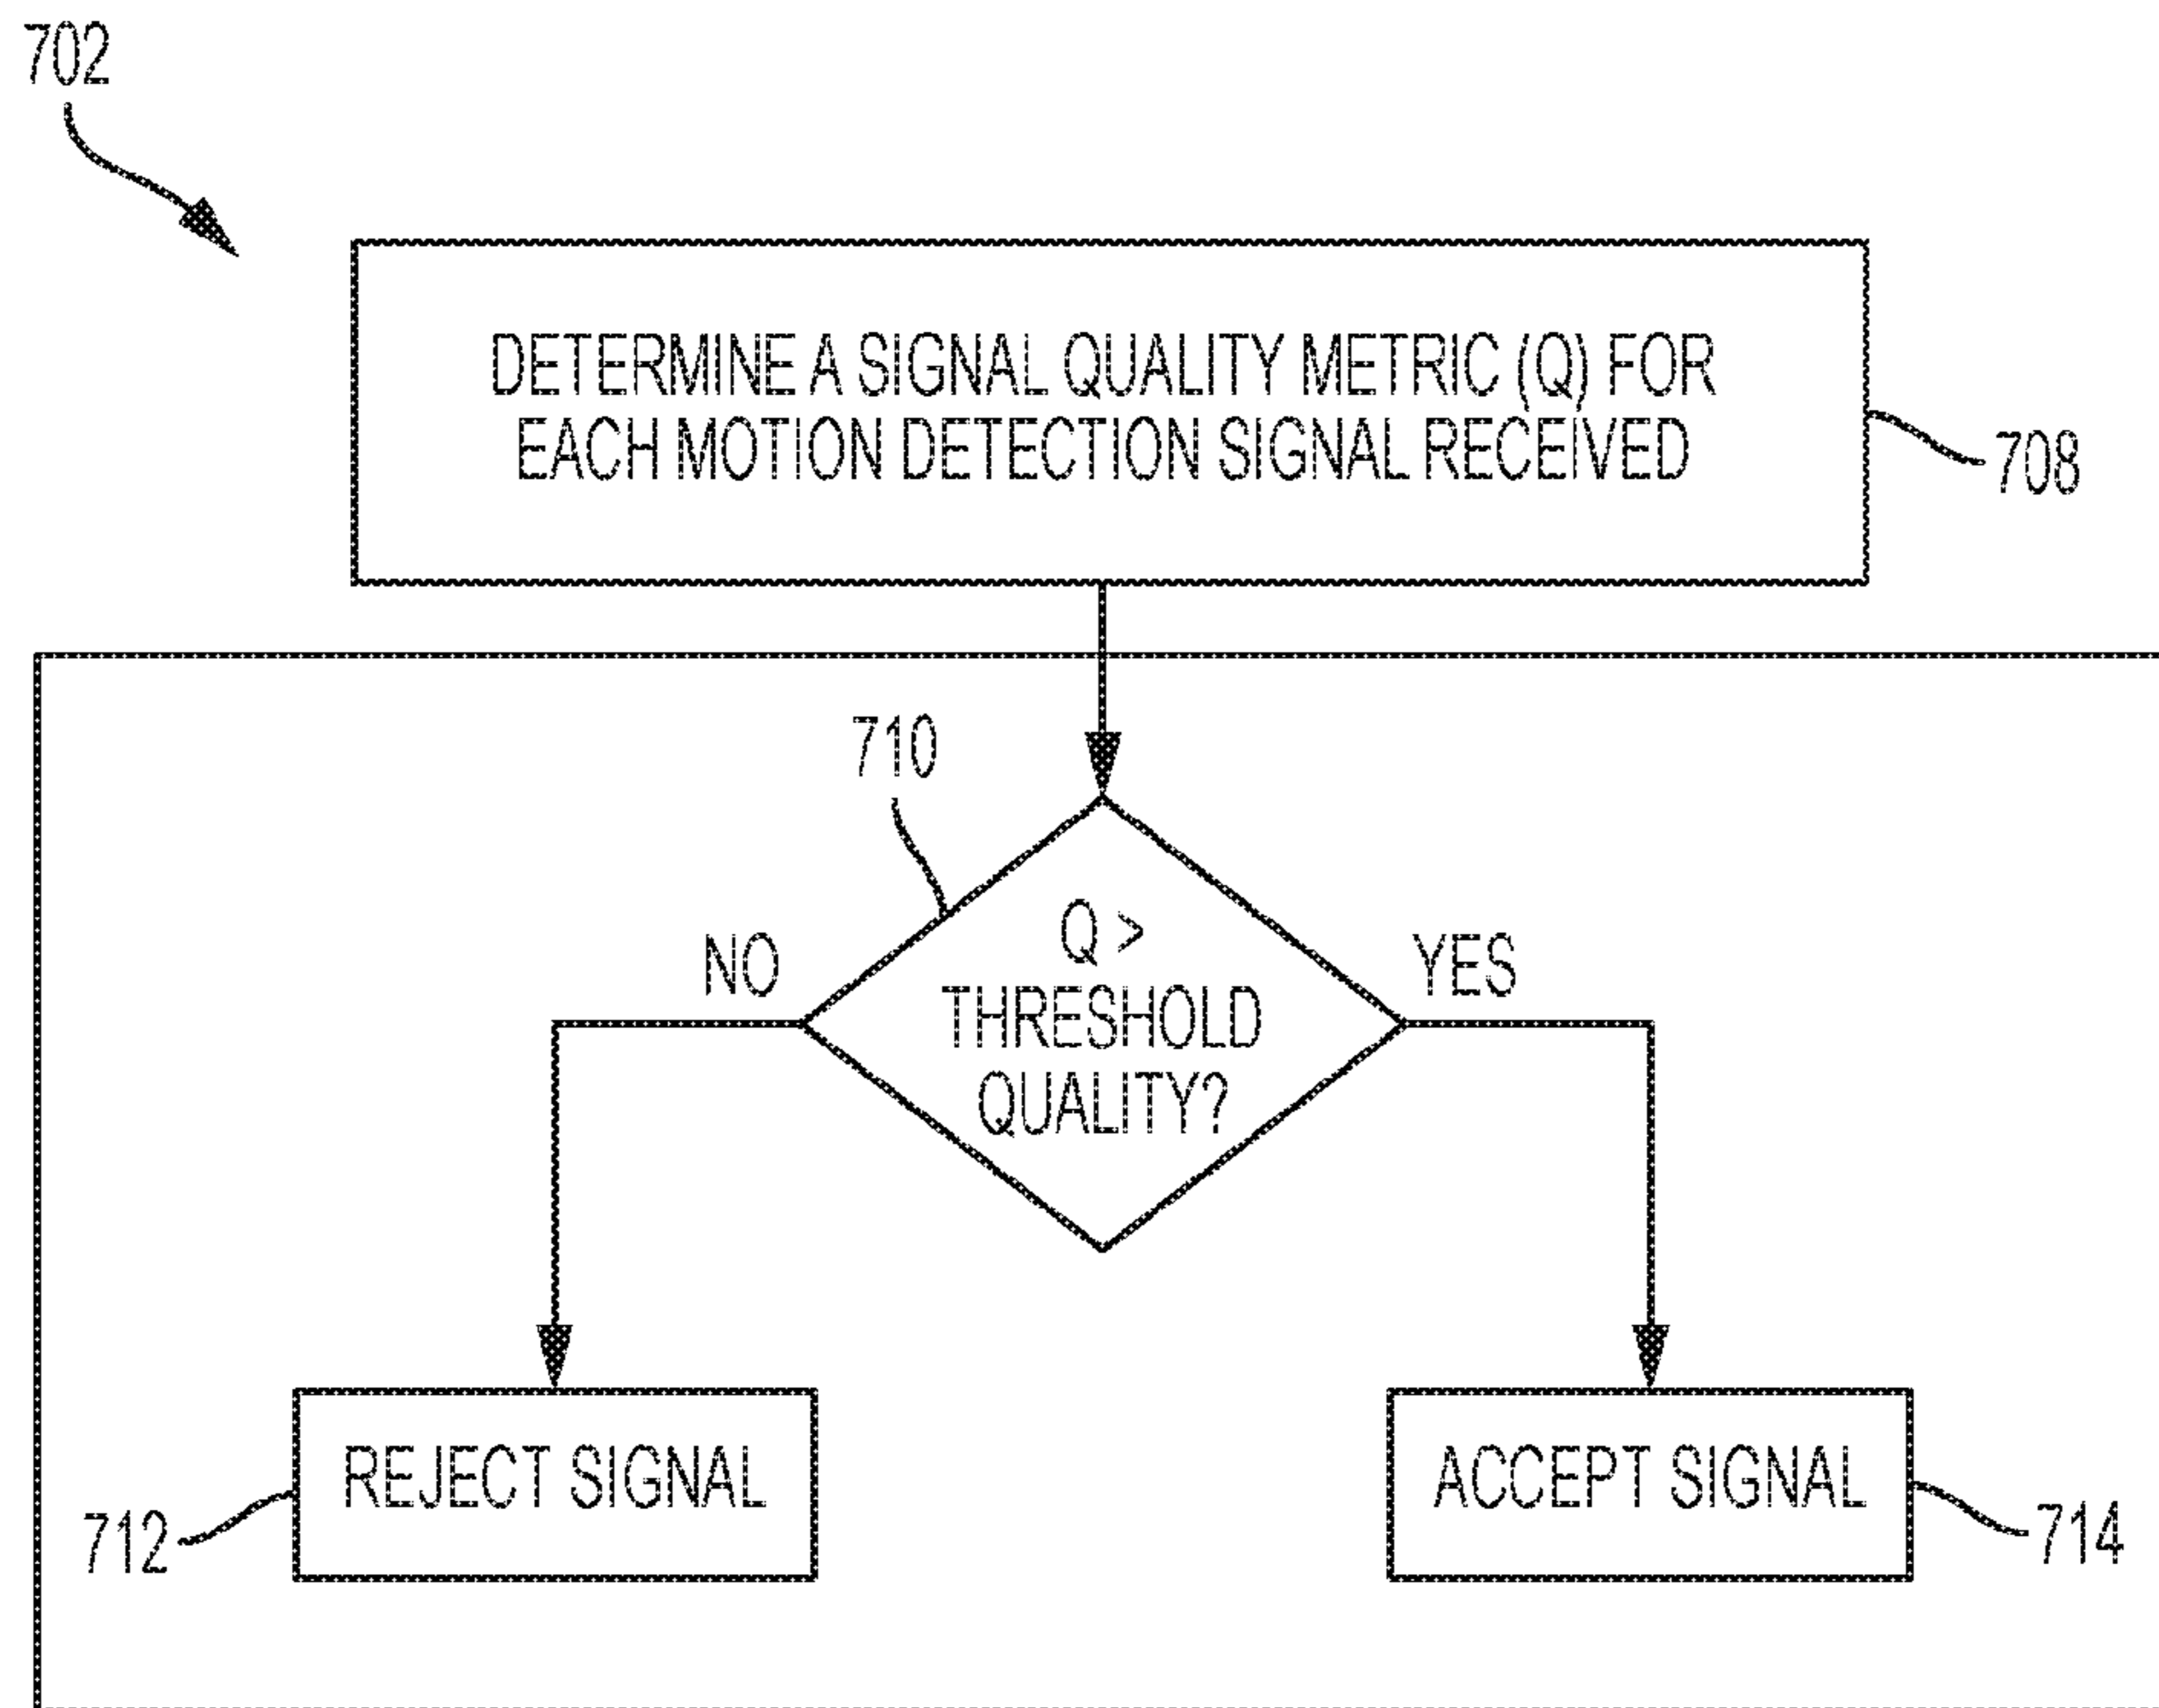 702
DETERMINE A SIGNAL QUALITY METRIC (Q) FOR
EACH MOTION DETECTION SIGNAL RECEIVED
708
710
Q >
THRESHOLD
QUALITY?
NO
YES
REJECT SIGNAL
712
ACCEPT SIGNAL
714